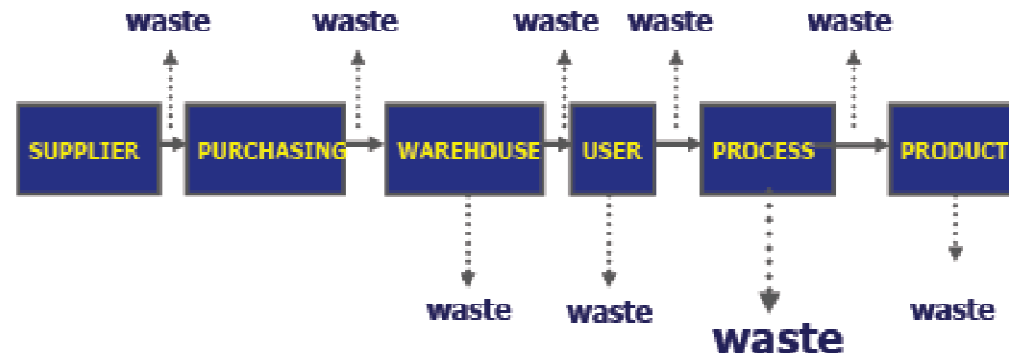 waste waste waste waste waste
SUPPLIER PURCHASING WAREHOUSE USER PROCESS PRODUCT
waste waste waste waste